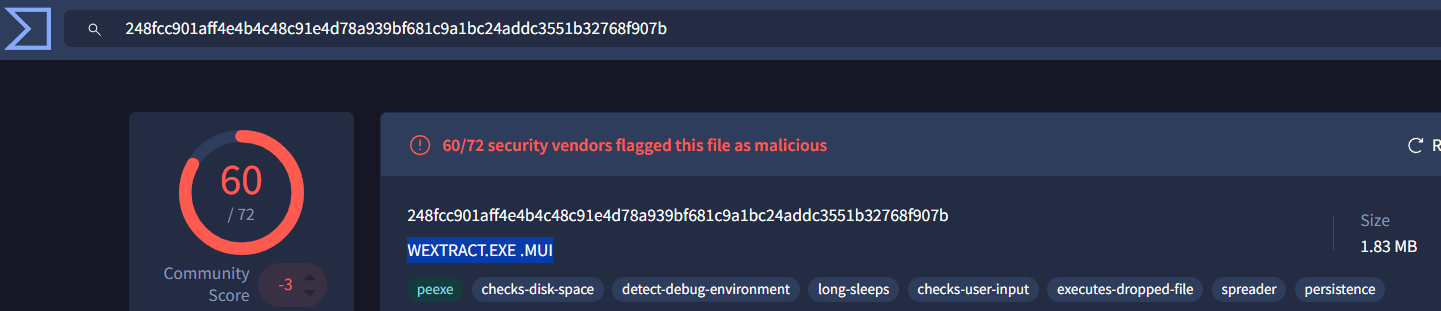 248fcc901aff4e4b4c48c91e4d78a939bf681c9a1bc24addc3551b32768f907b
60
/ 72
Community
Score
-3
60/72 security vendors flagged this file as malicious
R
248fcc901aff4e4b4c48c91e4d78a939bf681c9a1bc24addc3551b32768f907b
WEXTRACT.EXE .MUI
Size
1.83 MB
peexe checks-disk-space detect-debug-environment long-sleeps checks-user-input executes-dropped-file spreader persistence